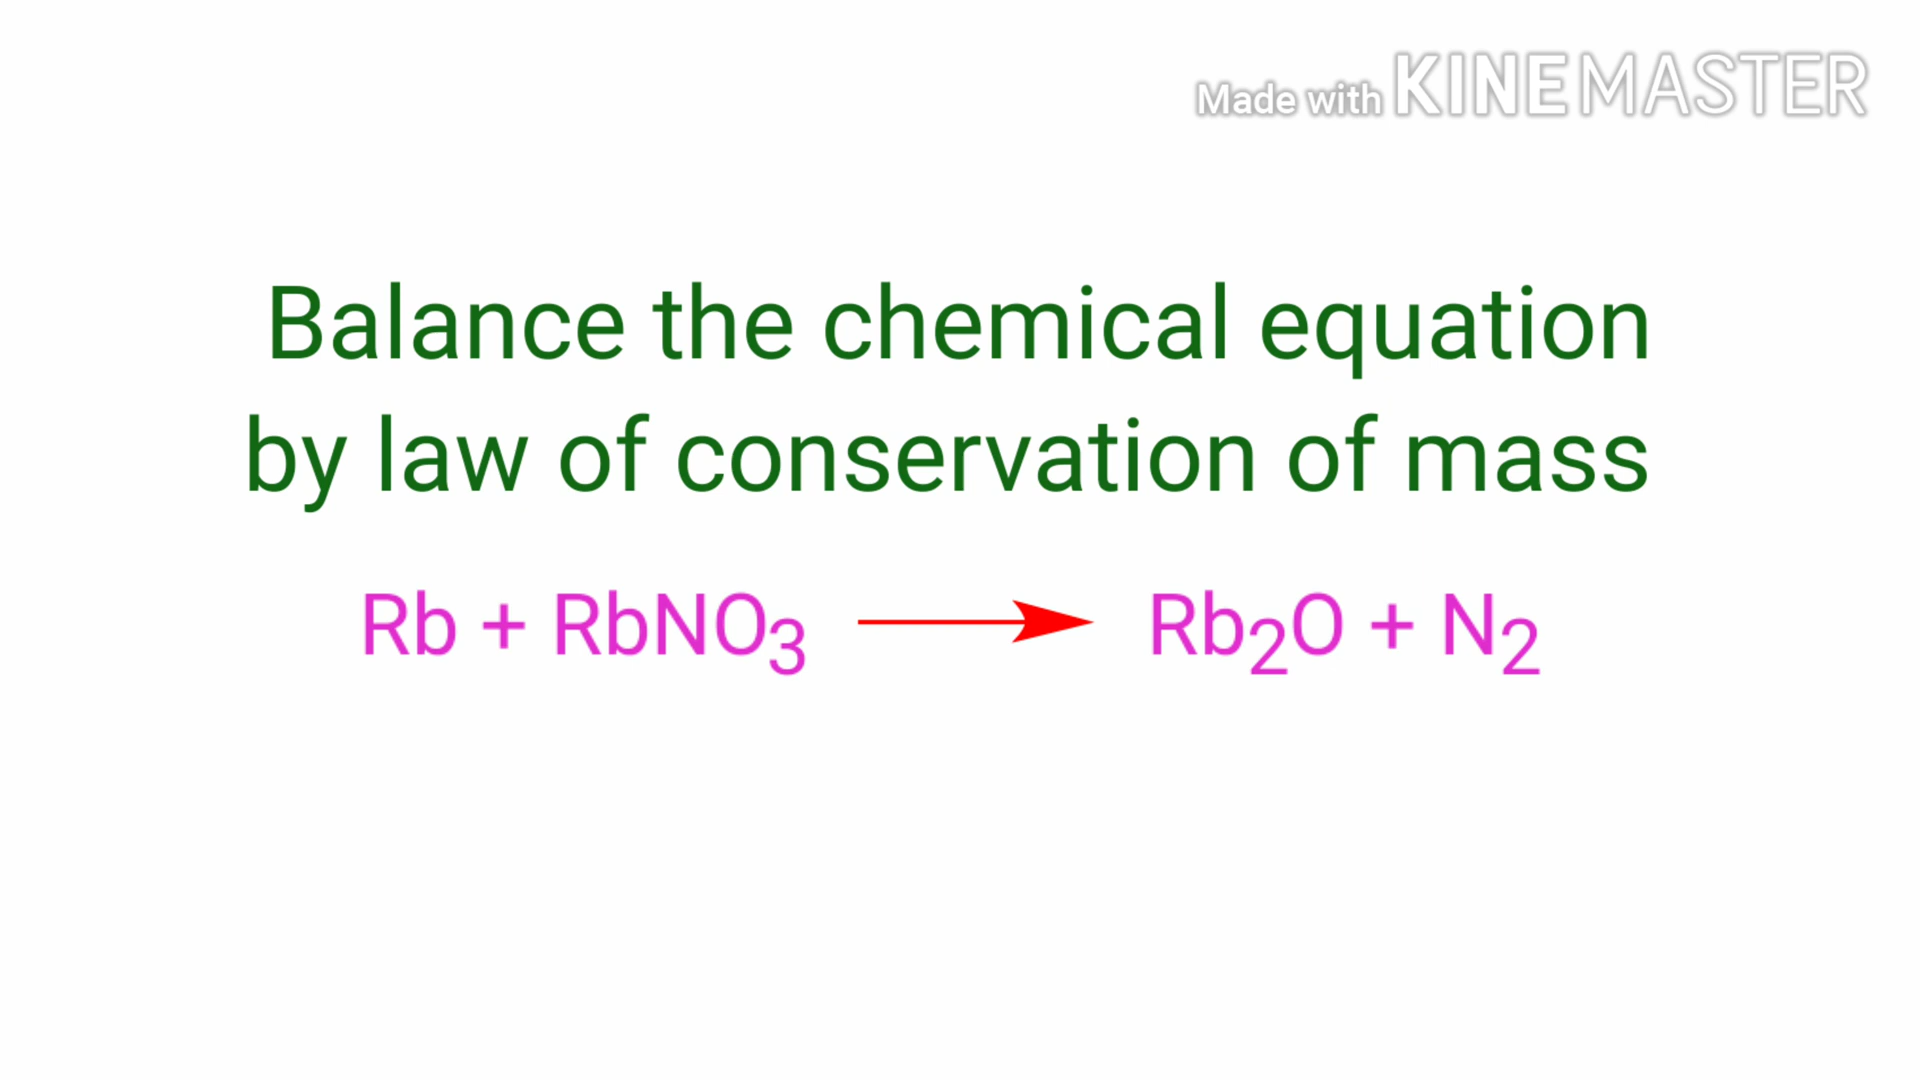 Made with KINEMASTER
Balance the chemical equation
by law of conservation of mass
Rb + RbNO₃ ⟶ Rb₂O + N₂